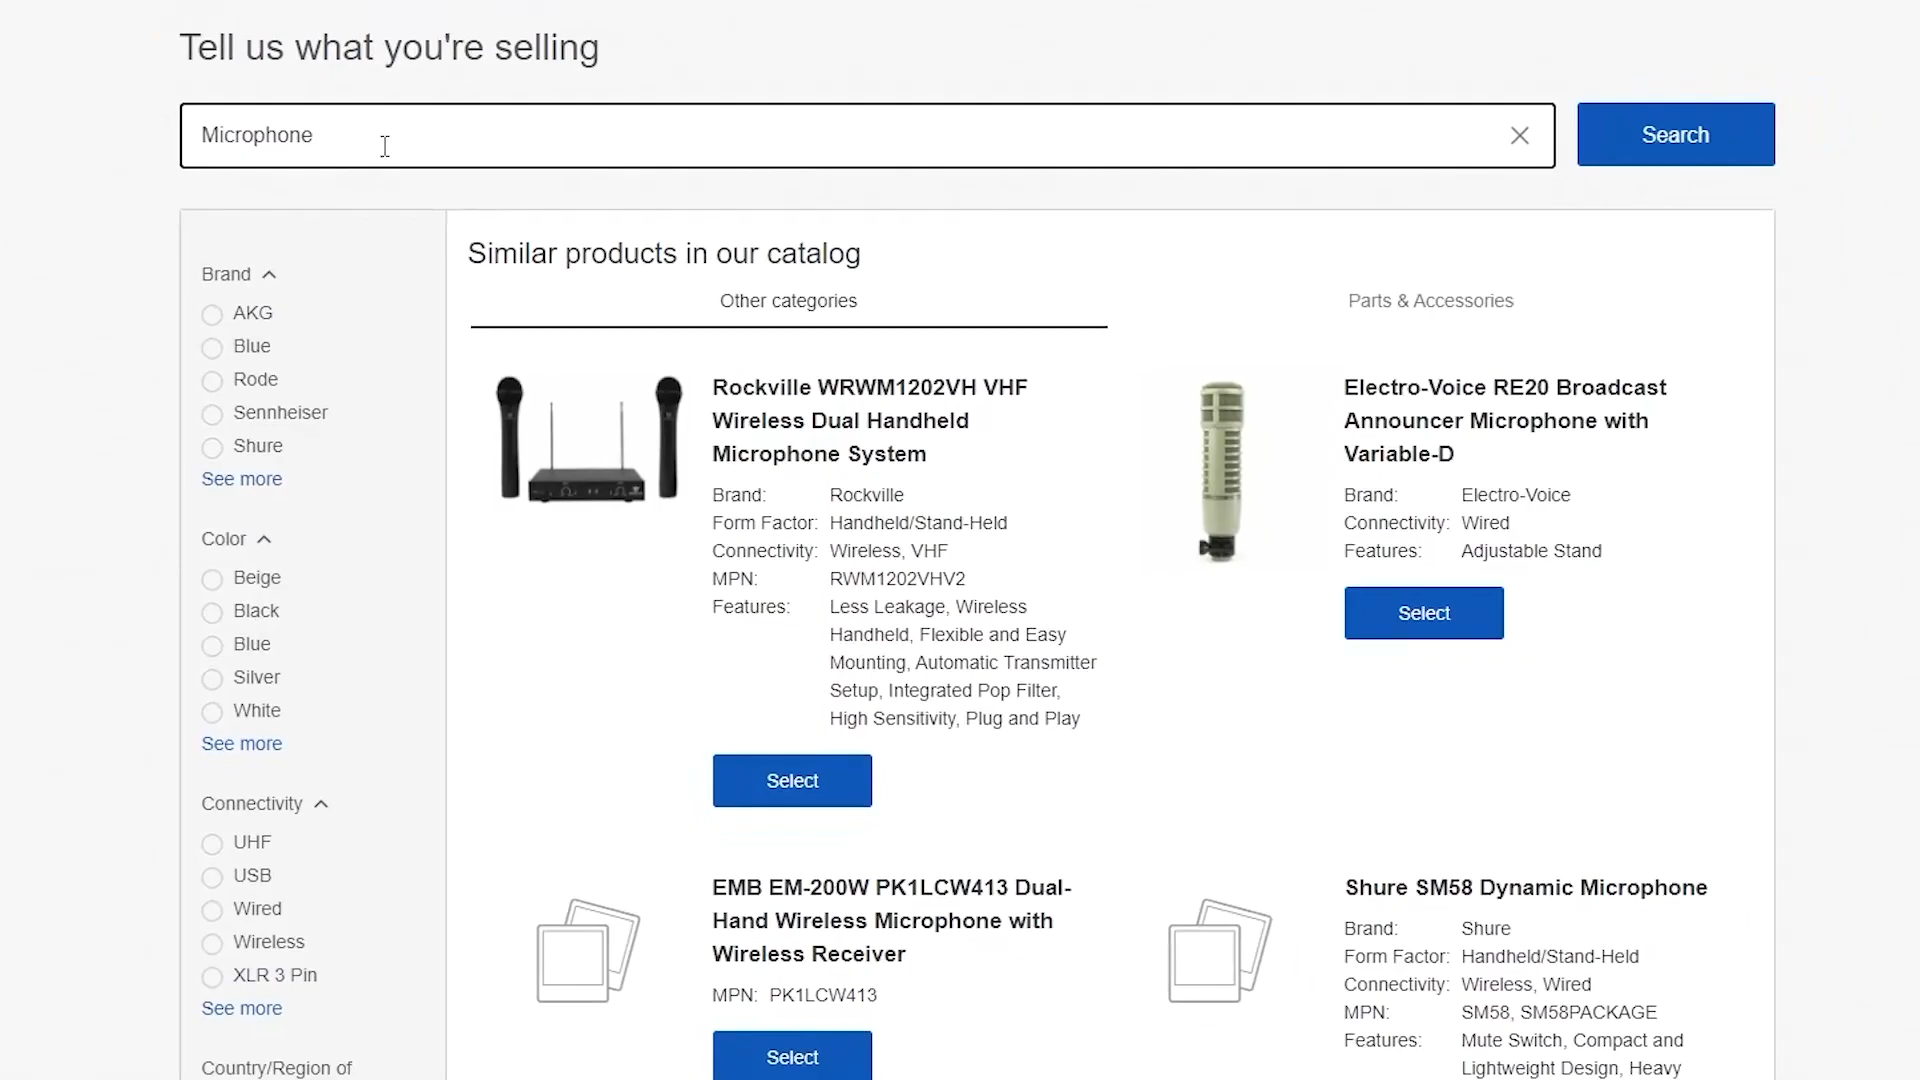 Tell us what you're selling
Microphone
Search
Brand
AKG
Blue
Rode
Sennheiser
Shure
See more
Color
Beige
Black
Blue
Silver
White
See more
Connectivity
UHF
USB
Wired
Wireless
XLR 3 Pin
See more
Country/Region of
Similar products in our catalog
Other categories
Parts & Accessories
Rockville WRWM1202VH VHF
Wireless Dual Handheld
Microphone System
Brand: Rockville
Form Factor: Handheld/Stand-Held
Connectivity: Wireless, VHF
MPN: RWM1202VHV2
Features: Less Leakage, Wireless
Handheld, Flexible and Easy
Mounting, Automatic Transmitter
Setup, Integrated Pop Filter,
High Sensitivity, Plug and Play
Select
Electro-Voice RE20 Broadcast
Announcer Microphone with
Variable-D
Brand: Electro-Voice
Connectivity: Wired
Features: Adjustable Stand
Select
EMB EM-200W PK1LCW413 Dual-
Hand Wireless Microphone with
Wireless Receiver
MPN: PK1LCW413
Select
Shure SM58 Dynamic Microphone
Brand: Shure
Form Factor: Handheld/Stand-Held
Connectivity: Wireless, Wired
MPN: SM58, SM58PACKAGE
Features: Mute Switch, Compact and
Lightweight Design, Heavy